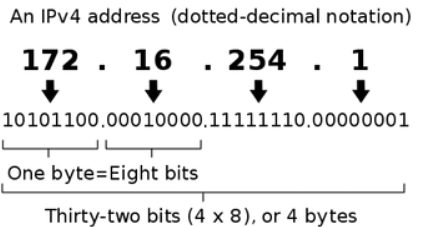 An IPv4 address (dotted-decimal notation)
172 . 16 . 254 . 1
10101100.00010000.11111110.00000001
One byte=Eight bits
Thirty-two bits (4 x 8), or 4 bytes